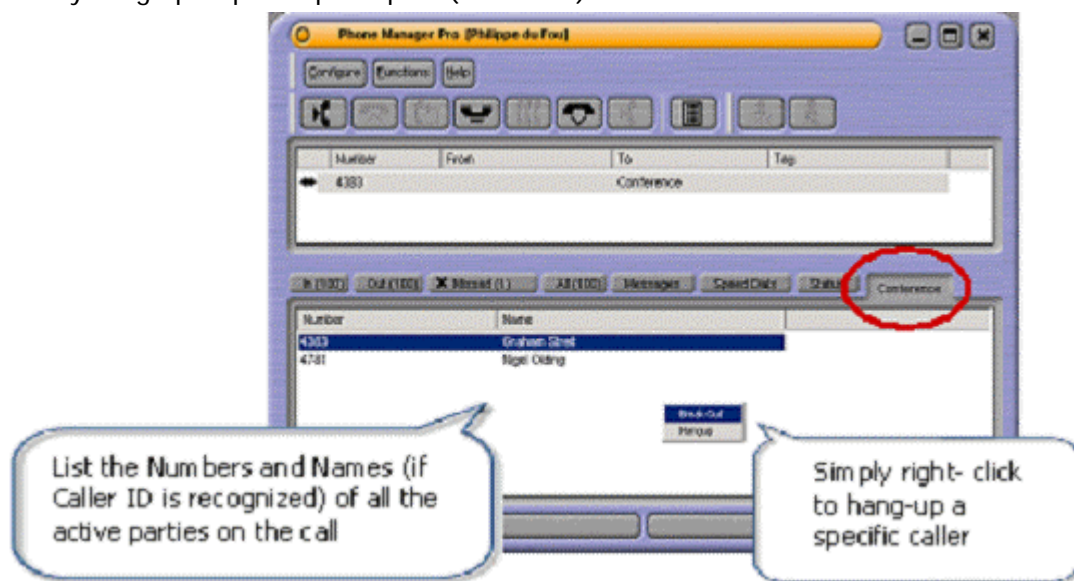 Phone Manager Pro [Philippe du Fou]
Configure Functions Help
Number From To Tag
4383 Conference
In (100) Out (100) Missed (1) All (100) Messages Speed Dials Status Conference
Number Name
4383 Graham
4781 Nigel Olding
Break Out
Hangup
List the Numbers and Names (if
Caller ID is recognized) of all the
active parties on the call
Simply right- click
to hang-up a
specific caller